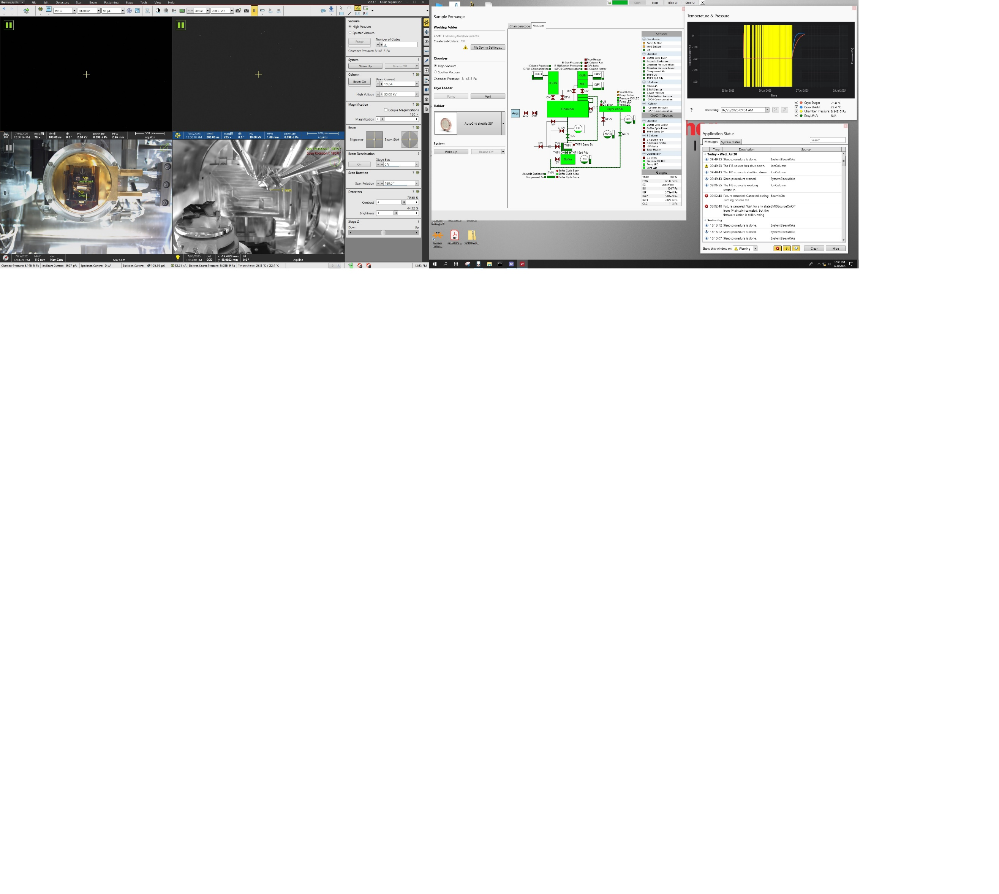 File Edit Detectors Scan Beam Patterning Stage Tools View Help
v32.1.1 User: Supervisor
190 × 30.00 kV 10 pA 200 ns 768 × 512
Vacuum
High Vacuum
Sputter Vacuum
Purge
Number of Cycles
3
Chamber Pressure: 8.14E-5 Pa
System ?
Wake Up
Beams Off
Column ?
Beam On
Beam Current
10 pA
High Voltage 30.00 kV
Magnification ?
Couple Magnifications
190 ×
Magnification
Beam ?
Stigmator
Beam Shift
Beam Deceleration ?
On
Stage Bias
0 V
Scan Rotation ?
Scan Rotation 180.0 °
Detectors ?
70.55 %
Contrast
44.52 %
Brightness
Stage Z ?
Down Up
7/30/2025
12:50:16 PM
mag
70 ×
dwell
100.00 ns
tilt
0.0 °
HV
2.00 kV
pressure
8.09E-5 Pa
HFW
2.96 mm
500 µm
Aquilos
7/30/2025
12:50:18 PM
dwell
200.00 ns
mag
225 ×
tilt
0.0 °
HV
30.00 kV
HFW
1.09 mm
pressure
8.09E-5 Pa
200 µm
Aquilos
Scan Rotation E: 180.0 °
Scan Rotation I: 180.0 °
Cross
7 mm
7/25/2025
12:56:25 PM
HFW
116 mm
det
Nav-Cam
Nav-Cam
7/30/2025
12:53:40 PM
det
CCD
x: -15.4828 mm
y: 48.9802 mm
tilt
0.0 °
Aquilos
Chamber Pressure: 8.14E-5 Pa
Ion Beam Current: 0.07 pA
Specimen Current: 0 pA
Emission Current: 105.99 µA
12.21 nA
Electron Source Pressure: 5.08E-9 Pa
Temperatures: 23.8 °C / 22.4 °C
0
12:53 PM
Start Stop Hide UI Stop UI
Sample Exchange
Working Folder
Root: C:\Users\User\Documents
Create Subfolders: Off
File Saving Settings...
Chamber
High Vacuum
Sputter Vacuum
Chamber Pressure: 8.14E-5 Pa
Cryo Loader
Pump
Vent
Holder
AutoGrid shuttle 35°
System
Wake Up
Beams Off
Chamberscope
Vacuum
Tube Heater
E-Gun Pressure
E-Column Fan
I-Column Pressure
E-MidSection Pressure
IGPs bake
IGPD1 Communication
IGPD0 Communication
E-Column Heater
IGP3
IGUN
GUN
IGP2
MID
IGP1
BPV
CIV
Vent Button
Pump Button
Pressure OK LED
Lid
Pump LED
GV allow
Vent LED
Chamber
CryoLoader
VV
QLVV
QLG
EG
HVG
QLRV
CHV
NAV
TVV
TMP1
TMP1 Stand By
TMP1 OK
TMP1 Spd Rdy
Buffer
BG
BV
PVP1
Buffer Cycle Busy
Acoustic Enclosure
Buffer Cycle Allow
Compressed Air
Buffer Cycle Force
Sensors
Quickloader
Pump Button
Vent Button
Lid
Chamber
Buffer Cycle Busy
Acoustic Enclosure
Chamber Pressure HiVac
Chamber Pressure LoVac
Compressed Air
TMP1 OK
TMP1 Spd Rdy
E-Column
E-FAN Sensor
E-Gun Pressure
E-MidSection Pressure
IGPD0 Communication
I-Column
I-Column Pressure
IGPD1 Communication
On/Off Devices
Chamber
Buffer Cycle Allow
Buffer Cycle Force
TMP1 Stand By
E-Column
E-Column Fan
E-Column Heater
IGPs bake
Tube Heater
Quickloader
GV allow
Pressure OK LED
Pump LED
Vent LED
Gauges
TMP1 100 %
HVG 8.14e-5 Pa
EG underflow
BG 104.7 Pa
IGP1 3.73e-8 Pa
IGP2 5.08e-9 Pa
IGP3 2.82e-6 Pa
QLG 11.3 Pa
Temperature & Pressure
Temperature (°C)
0
-100
-200
-300
-400
Pressure (Pa)
25 Jul 2025
26 Jul 2025
27 Jul 2025
28 Jul 2025
Time
?
Recording: 07/25/2025 09:54 AM
Cryo Stage: 23.8 °C
Cryo Shield: 22.4 °C
Chamber Pressure: 8.14E-5 Pa
EasyLift A: N/A
Application Status
Messages
System Status
Search
Time Description Source
Today - Wed, Jul 30
09:49:53 Sleep procedure is done. SystemSleepWake
09:49:53 The FIB source has shut down. IonColumn
09:49:43 The FIB source is shutting down. IonColumn
09:49:43 Sleep procedure started. SystemSleepWake
09:06:55 The FIB source is working IonColumn
properly.
09:02:48 Future canceled: Canceled during BeamIsOn
Turning Source On
09:02:48 Future canceled: Wait for any state LMISSourceOnOff
from (Maintain) canceled. But the
firmware action is still running
Yesterday
18:13:12 Sleep procedure is done. SystemSleepWake
18:13:12 Sleep procedure started. SystemSleepWake
18:13:07 Sleep procedure is done. SystemSleepWake
Show this window on Warning
Clear
Hide
12:53 PM
7/30/2025